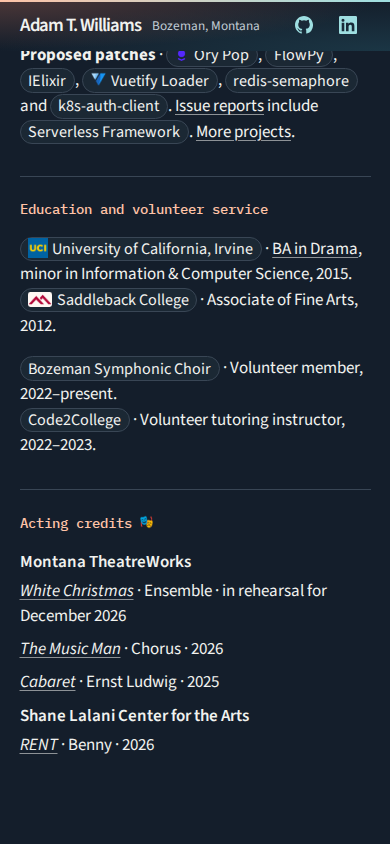 Adam T. Williams Bozeman, Montana
Proposed patches · Ory Pop, FlowPy,
IElixir, Vuetify Loader, redis-semaphore
and k8s-auth-client. Issue reports include
Serverless Framework. More projects.
Education and volunteer service
UCI University of California, Irvine · BA in Drama,
minor in Information & Computer Science, 2015.
Saddleback College · Associate of Fine Arts,
2012.
Bozeman Symphonic Choir · Volunteer member,
2022–present.
Code2College · Volunteer tutoring instructor,
2022–2023.
Acting credits
Montana TheatreWorks
White Christmas · Ensemble · in rehearsal for
December 2026
The Music Man · Chorus · 2026
Cabaret · Ernst Ludwig · 2025
Shane Lalani Center for the Arts
RENT · Benny · 2026